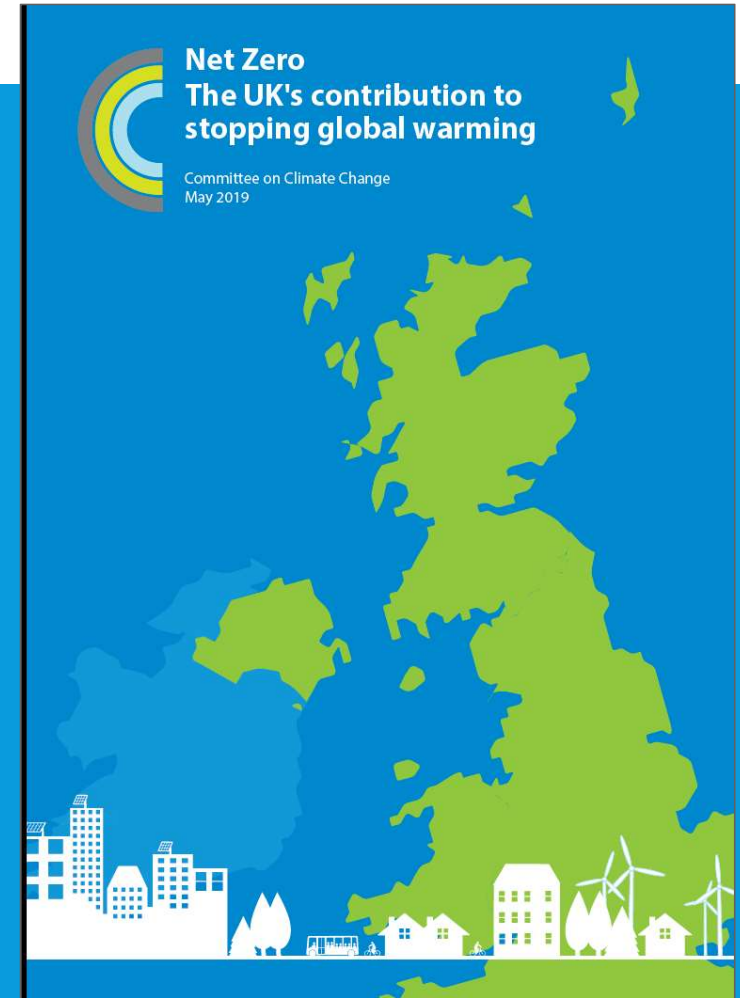 Net Zero
The UK's contribution to
stopping global warming
Committee on Climate Change
May 2019